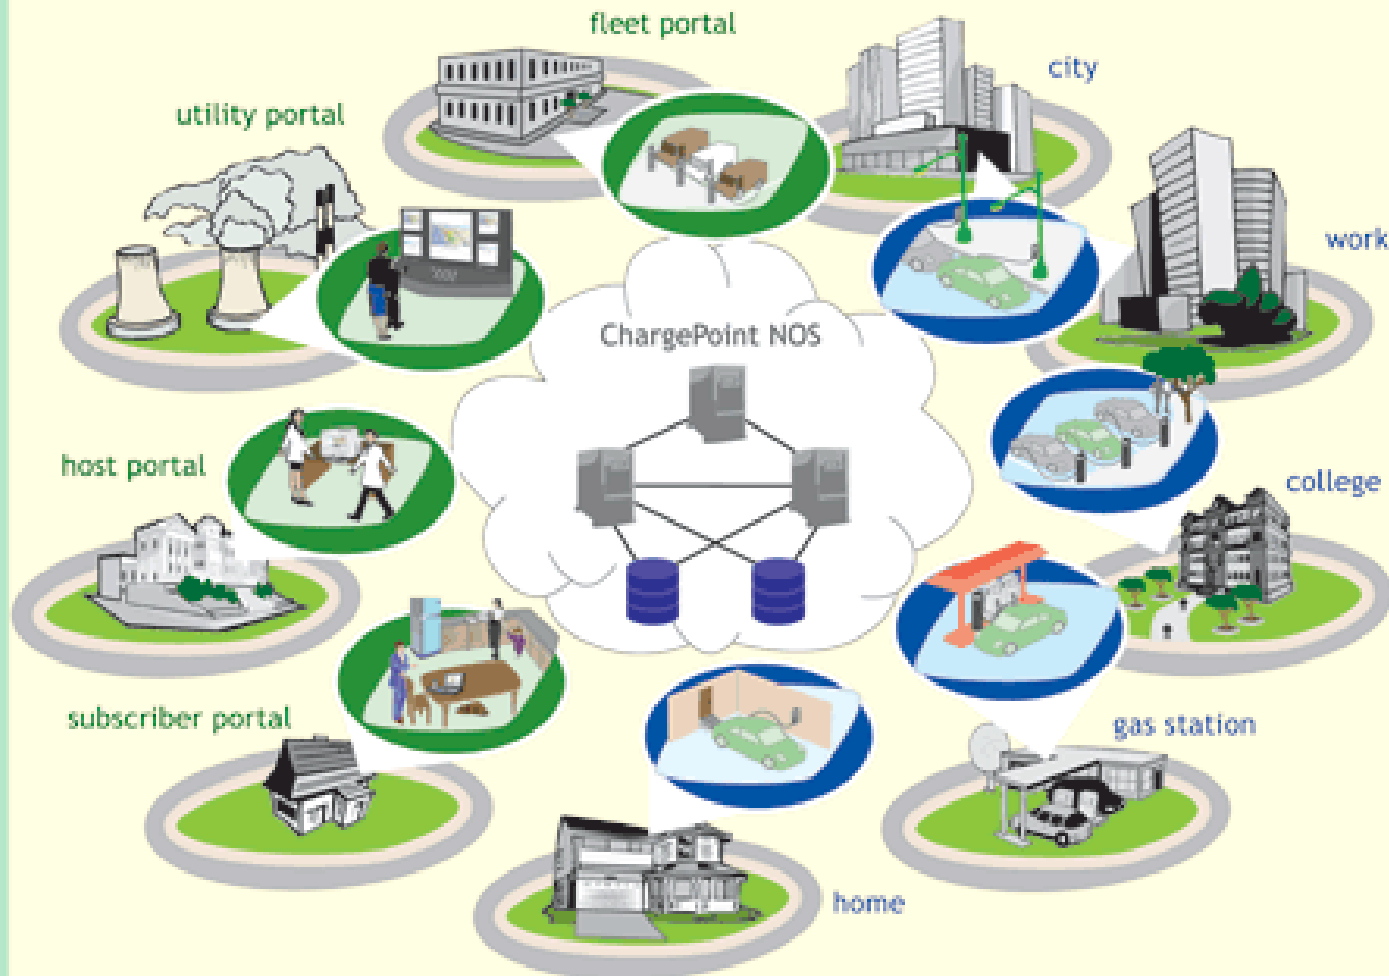 fleet portal
city
utility portal
work
ChargePoint NOS
host portal
college
subscriber portal
gas station
home